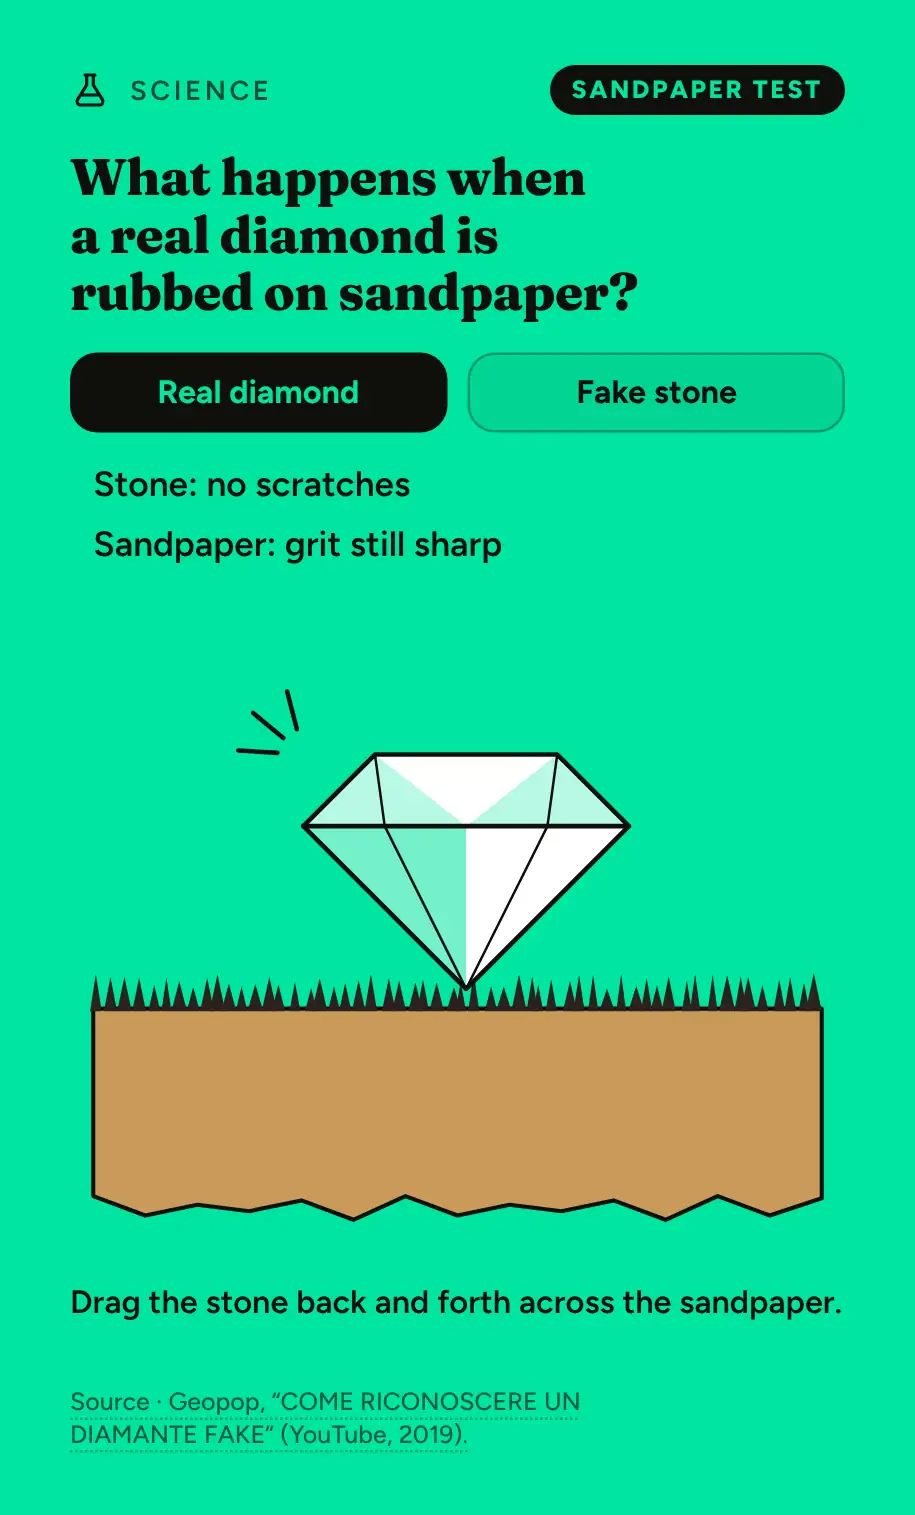 SCIENCE
SANDPAPER TEST
What happens when
a real diamond is
rubbed on sandpaper?
Real diamond
Fake stone
Stone: no scratches
Sandpaper: grit still sharp
Drag the stone back and forth across the sandpaper.
Source · Geopop, “COME RICONOSCERE UN
DIAMANTE FAKE” (YouTube, 2019).